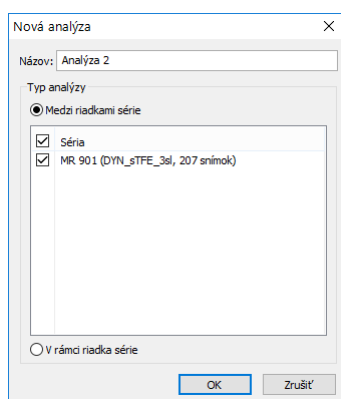 Nová analýza
Názov: Analýza 2
Typ analýzy
Medzi riadkami série
Séria
MR 901 (DYN_sTFE_3sl, 207 snímok)
V rámci riadka série
OK Zrušiť